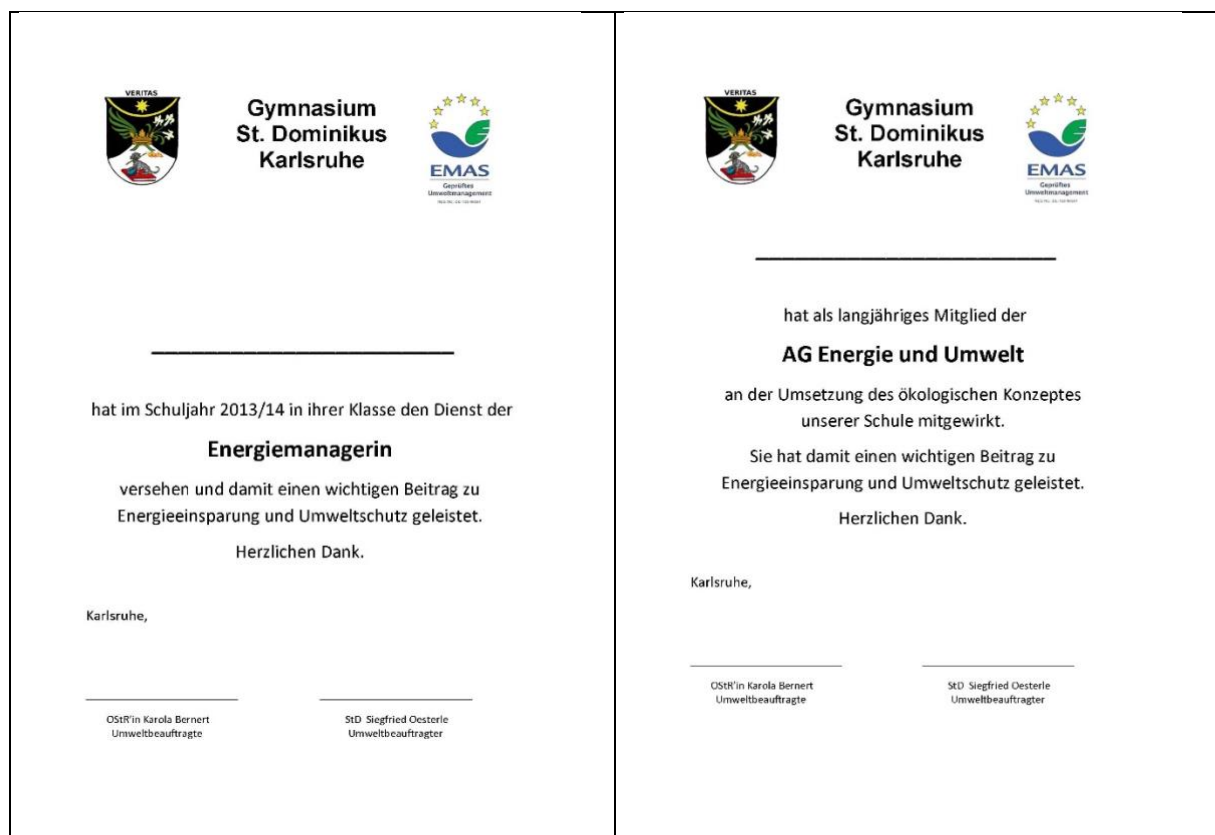 VERITAS
Gymnasium
St. Dominikus
Karlsruhe
EMAS
Geprüftes
Umweltmanagement
hat im Schuljahr 2013/14 in ihrer Klasse den Dienst der
Energiemanagerin
versehen und damit einen wichtigen Beitrag zu
Energieeinsparung und Umweltschutz geleistet.
Herzlichen Dank.
Karlsruhe,
OStR'in Karola Bernert
Umweltbeauftragte
StD Siegfried Oesterle
Umweltbeauftragter
VERITAS
Gymnasium
St. Dominikus
Karlsruhe
EMAS
Geprüftes
Umweltmanagement
hat als langjähriges Mitglied der
AG Energie und Umwelt
an der Umsetzung des ökologischen Konzeptes
unserer Schule mitgewirkt.
Sie hat damit einen wichtigen Beitrag zu
Energieeinsparung und Umweltschutz geleistet.
Herzlichen Dank.
Karlsruhe,
OStR'in Karola Bernert
Umweltbeauftragte
StD Siegfried Oesterle
Umweltbeauftragter